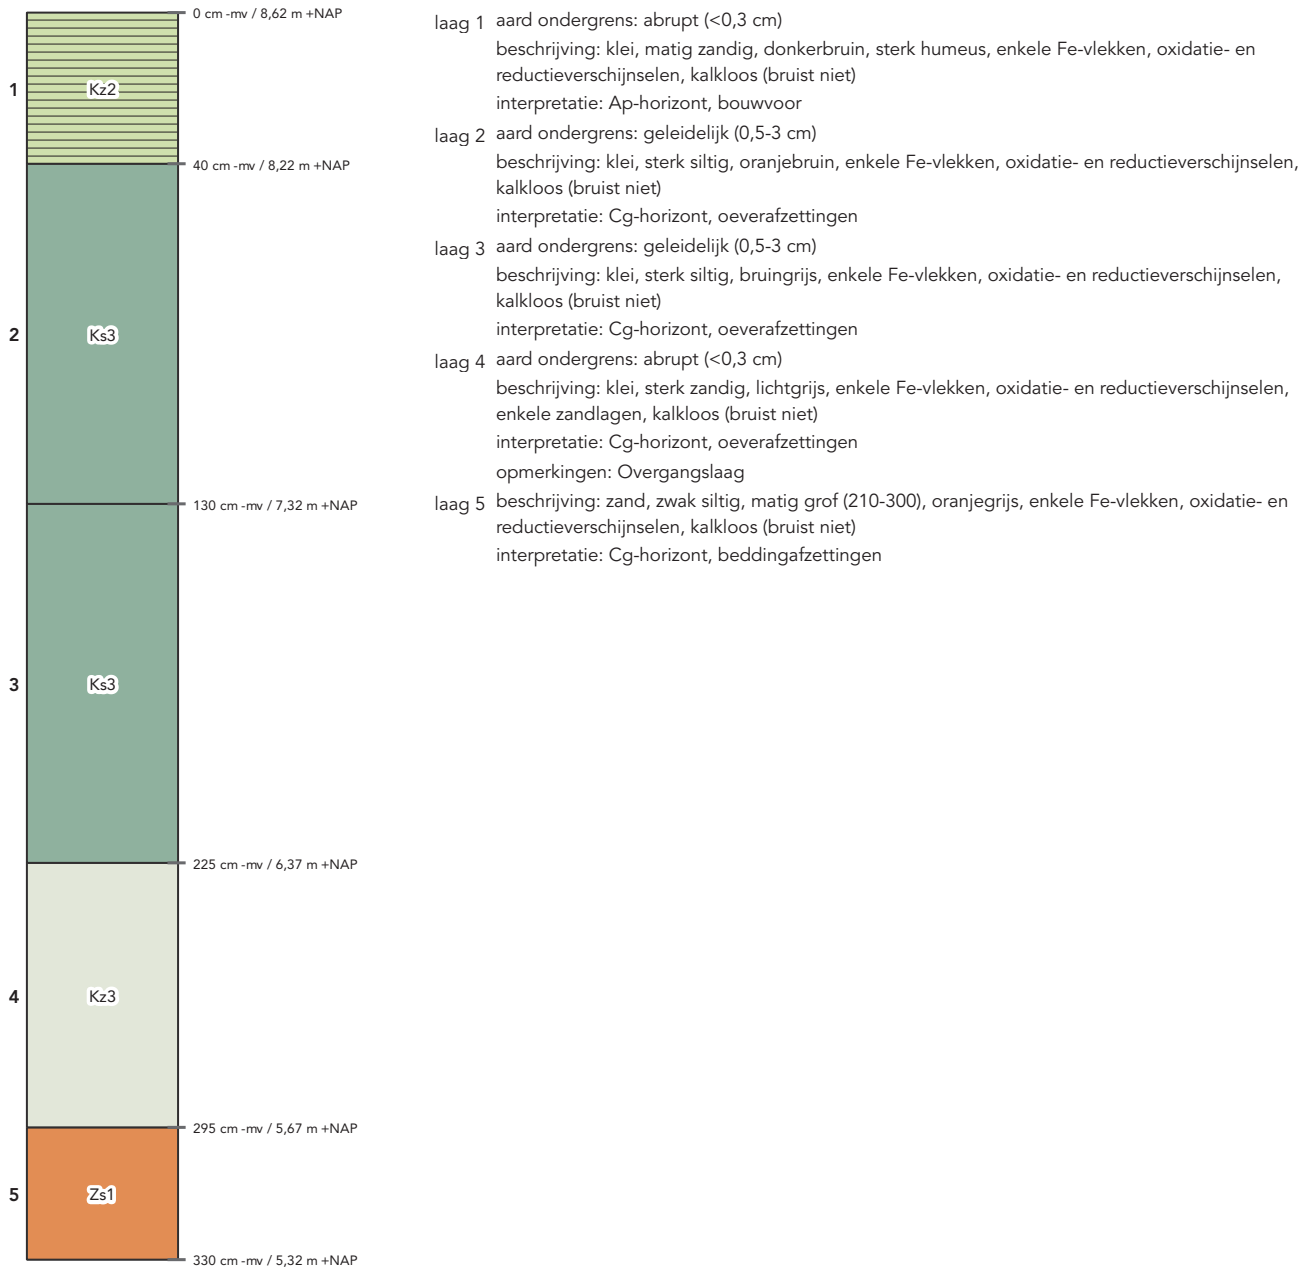 0 cm -mv / 8,62 m +NAP
1
Kz2
40 cm -mv / 8,22 m +NAP
2
Ks3
130 cm -mv / 7,32 m +NAP
3
Ks3
225 cm -mv / 6,37 m +NAP
4
Kz3
295 cm -mv / 5,67 m +NAP
5
Zs1
330 cm -mv / 5,32 m +NAP
laag 1 aard ondergrens: abrupt (<0,3 cm)
beschrijving: klei, matig zandig, donkerbruin, sterk humeus, enkele Fe-vlekken, oxidatie- en
reductieverschijnselen, kalkloos (bruist niet)
interpretatie: Ap-horizont, bouwvoor
laag 2 aard ondergrens: geleidelijk (0,5-3 cm)
beschrijving: klei, sterk siltig, oranjebruin, enkele Fe-vlekken, oxidatie- en reductieverschijnselen,
kalkloos (bruist niet)
interpretatie: Cg-horizont, oeverafzettingen
laag 3 aard ondergrens: geleidelijk (0,5-3 cm)
beschrijving: klei, sterk siltig, bruingrijs, enkele Fe-vlekken, oxidatie- en reductieverschijnselen,
kalkloos (bruist niet)
interpretatie: Cg-horizont, oeverafzettingen
laag 4 aard ondergrens: abrupt (<0,3 cm)
beschrijving: klei, sterk zandig, lichtgrijs, enkele Fe-vlekken, oxidatie- en reductieverschijnselen,
enkele zandlagen, kalkloos (bruist niet)
interpretatie: Cg-horizont, oeverafzettingen
opmerkingen: Overgangslaag
laag 5 beschrijving: zand, zwak siltig, matig grof (210-300), oranjegrijs, enkele Fe-vlekken, oxidatie- en
reductieverschijnselen, kalkloos (bruist niet)
interpretatie: Cg-horizont, beddingafzettingen